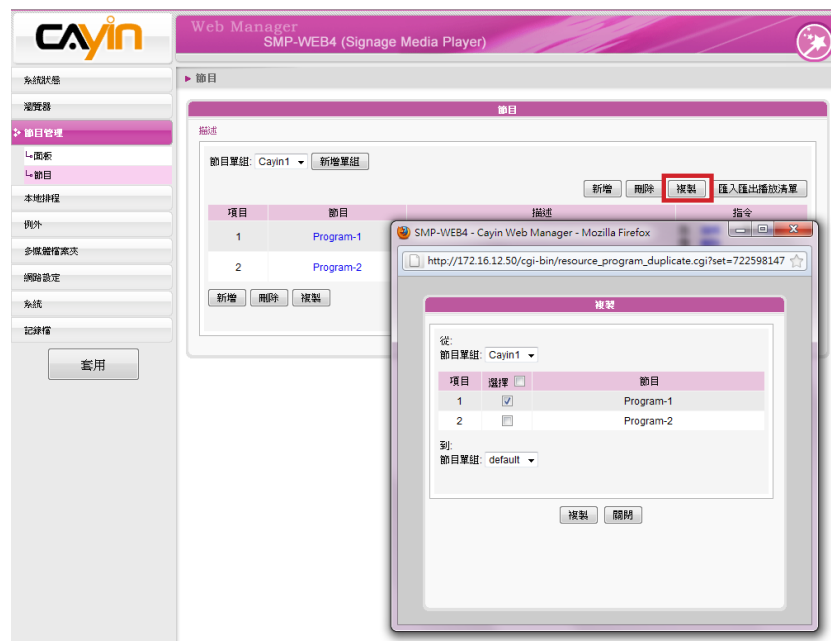 CAYIN
Web Manager
SMP-WEB4 (Signage Media Player)
系統狀態
瀏覽器
節目管理
面板
節目
本地排程
例外
多媒體檔案夾
網路設定
系統
記錄檔
套用
節目
節目
描述
節目單組: Cayin1 新增單組
新增 刪除 複製 匯入匯出播放清單
項目 節目 描述 指令
1 Program-1
2 Program-2
新增 刪除 複製
SMP-WEB4 - Cayin Web Manager - Mozilla Firefox
http://172.16.12.50/cgi-bin/resource_program_duplicate.cgi?set=722598147
複製
從:
節目單組: Cayin1
項目 選擇 節目
1 Program-1
2 Program-2
到:
節目單組: default
複製 關閉